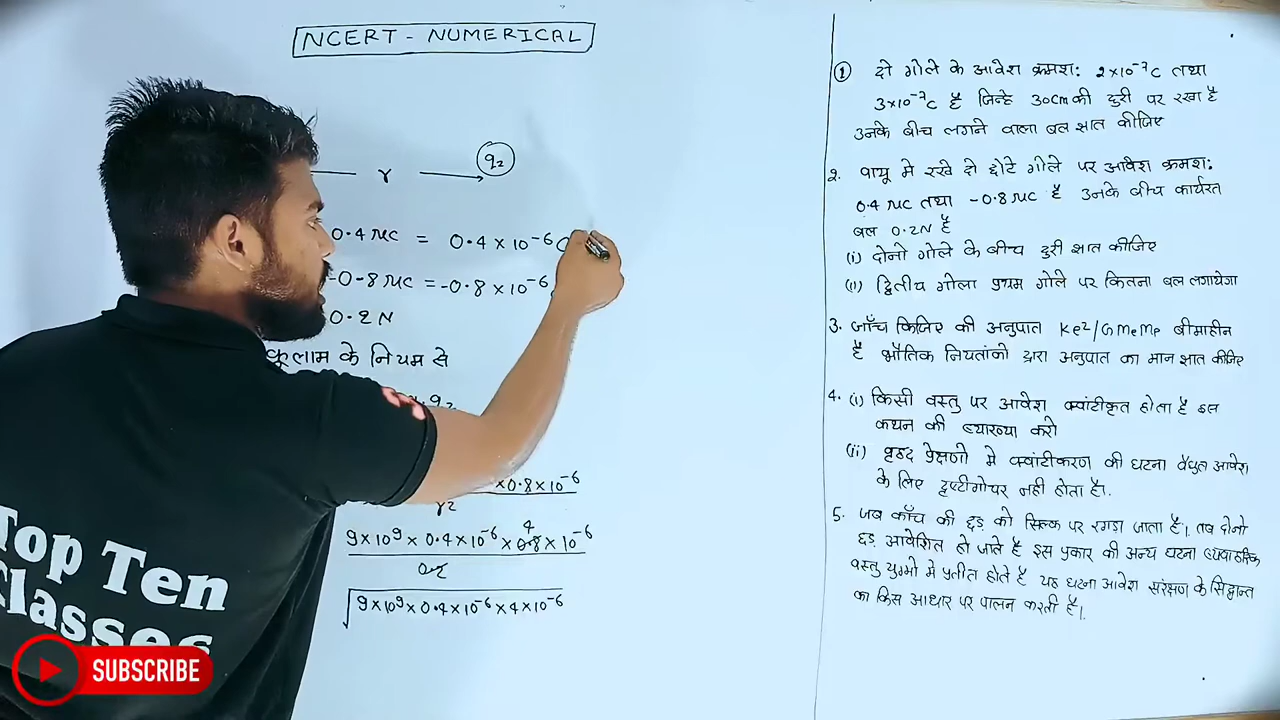 NCERT - NUMERICAL
r → q₂
0.4 μC = 0.4 × 10⁻⁶ C
-0.8 μC = -0.8 × 10⁻⁶
0.2 N
कूलाम के नियम से
q₂
× 0.8 × 10⁻⁶
r²
9 × 10⁹ × 0.4 × 10⁻⁶ × 0.8 × 10⁻⁶
4
√9 × 10⁹ × 0.4 × 10⁻⁶ × 4 × 10⁻⁶
① दो गोले के आवेश क्रमश: 2 × 10⁻⁷ C तथा
3 × 10⁻⁷ C है जिन्हे 30cm की दुरी पर रखा है
उनके बीच लगने वाला बल ज्ञात कीजिए
2. वायू मे रखे दो छोटे गोले पर आवेश क्रमश:
0.4 μC तथा -0.8 μC है उनके बीच कार्यरत
बल 0.2N है
(i) दोनो गोले के बीच दुरी ज्ञात कीजिए
(ii) द्वितीय गोला प्रथम गोले पर कितना बल लगायेगा
3. जाँच किजिए की अनुपात Ke²/GMeMp बीमाहीन
है भौतिक नियतांको द्वारा अनुपात का मान ज्ञात कीजिए
4. (i) किसी वस्तु पर आवेश क्वांटीकृत होता है इस
कथन की व्याख्या करो
(ii) वृहद प्रेक्षणो मे क्वांटीकरण की घटना वैधुत आवेश
के लिए दृष्टीगोचर नही होता है।
5. जब काँच की छड़ को सिल्क पर रगडा जाता है। तब दोनो
छड़ आवेशित हो जाते है इस प्रकार की अन्य घटना
वस्तु युग्मो मे प्रतीत होते है यह घटना आवेश संरक्षण के सिद्धान्त
का किस आधार पर पालन करती है।
Top Ten
Classes
SUBSCRIBE